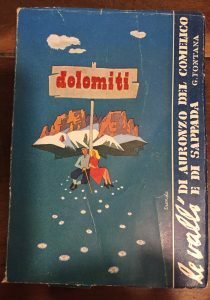 dolomiti
le valli DI AURONZO DEL COMELICO
E DI SAPPADA
G. FONTANA